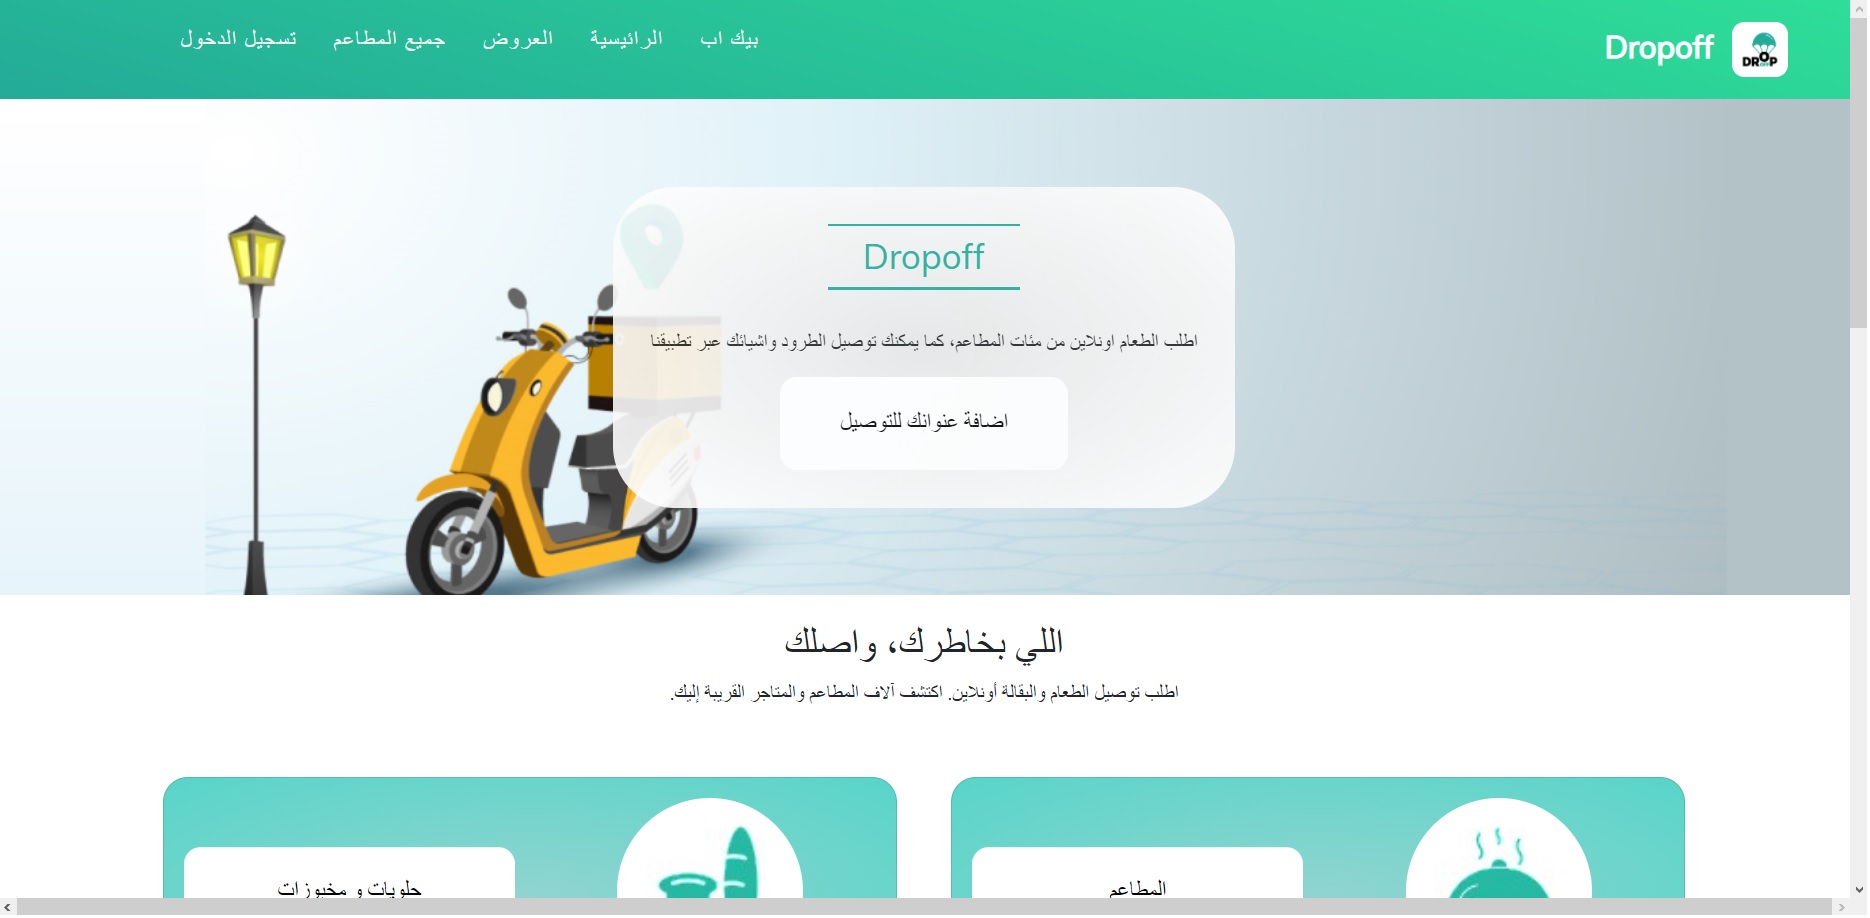 Dropoff
DROP
بيك اب
الرائيسية
العروض
جميع المطاعم
تسجيل الدخول
Dropoff
اطلب الطعام اونلاين من مئات المطاعم، كما يمكنك توصيل الطرود واشيائك عبر تطبيقنا
اضافة عنوانك للتوصيل
اللي بخاطرك، واصلك
اطلب توصيل الطعام والبقالة أونلاين. اكتشف آلاف المطاعم والمتاجر القريبة إليك.
المطاعم
حلويات و مخبوزات